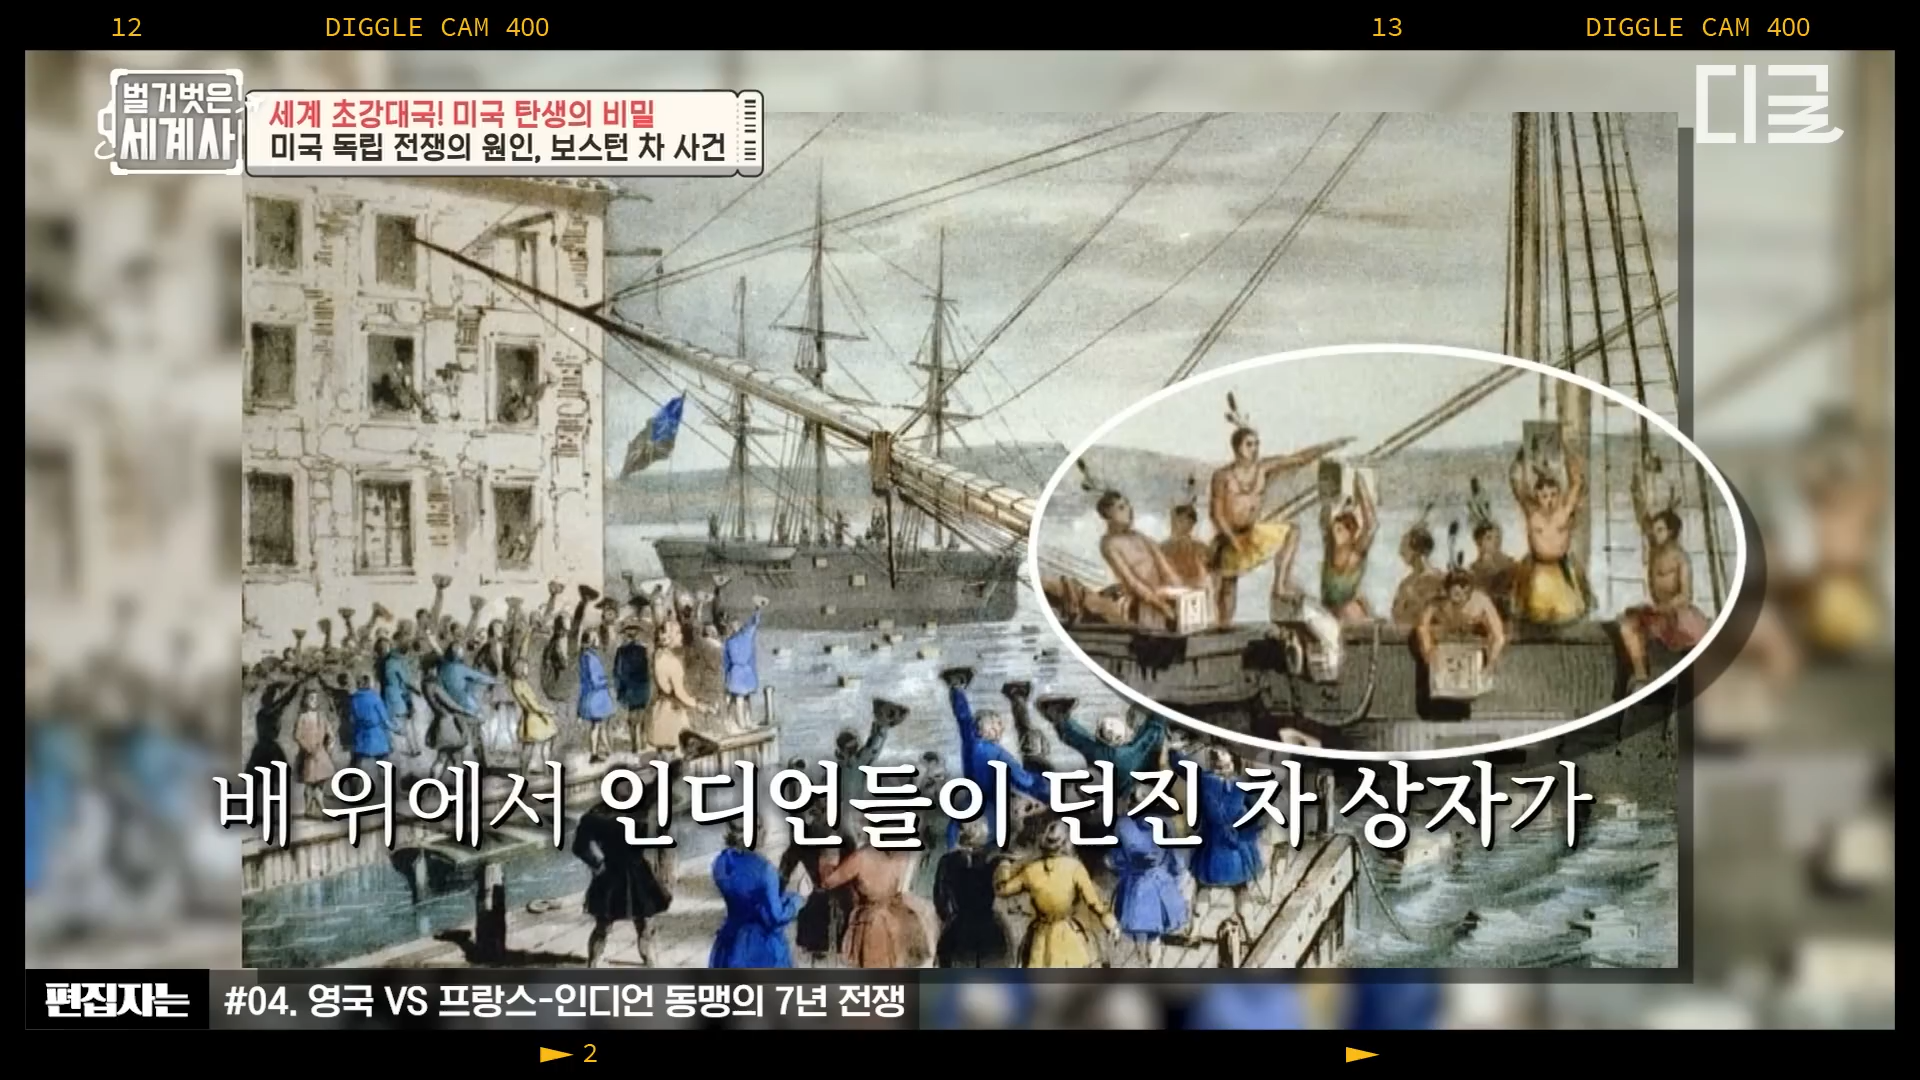 12 DIGGLE CAM 400 13 DIGGLE CAM 400
벌거벗은
세계사
세계 초강대국! 미국 탄생의 비밀
미국 독립 전쟁의 원인, 보스턴 차 사건
디글
배 위에서 인디언들이 던진 차 상자가
편집자는
#04. 영국 VS 프랑스-인디언 동맹의 7년 전쟁
2